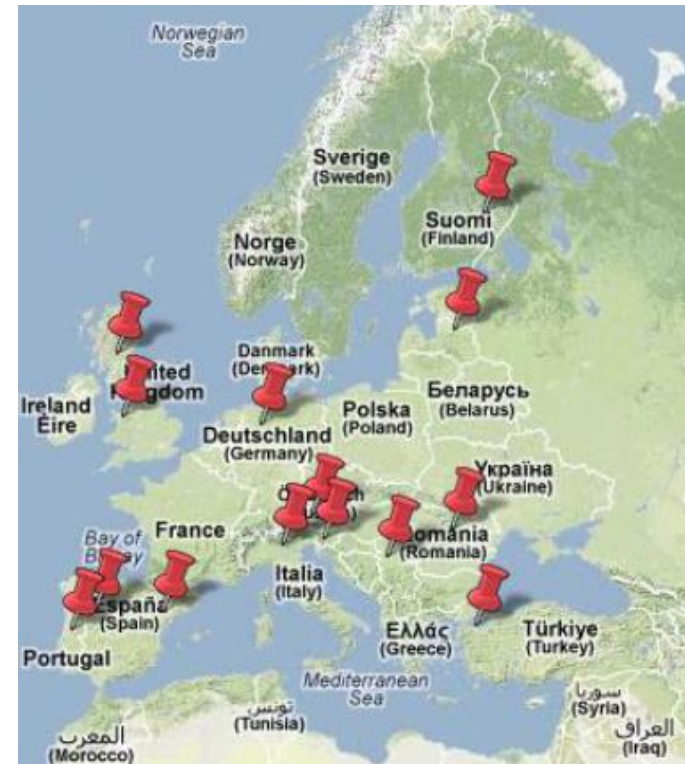 Norwegian
Sea
Sverige
(Sweden)
Suomi
(Finland)
Norge
(Norway)
Danmark
United
Ireland
Éire
Беларусь
(Belarus)
Polska
(Poland)
Deutschland
(Germany)
Україна
(Ukraine)
France
Bay of
(Romania)
Italia
(Italy)
España
(Spain)
Portugal
Ελλάς
(Greece)
Türkiye
(Turkey)
Mediterranean
Sea
سوريا
(Syria)
تونس
(Tunisia)
العراق
(Iraq)
المغرب
(Morocco)